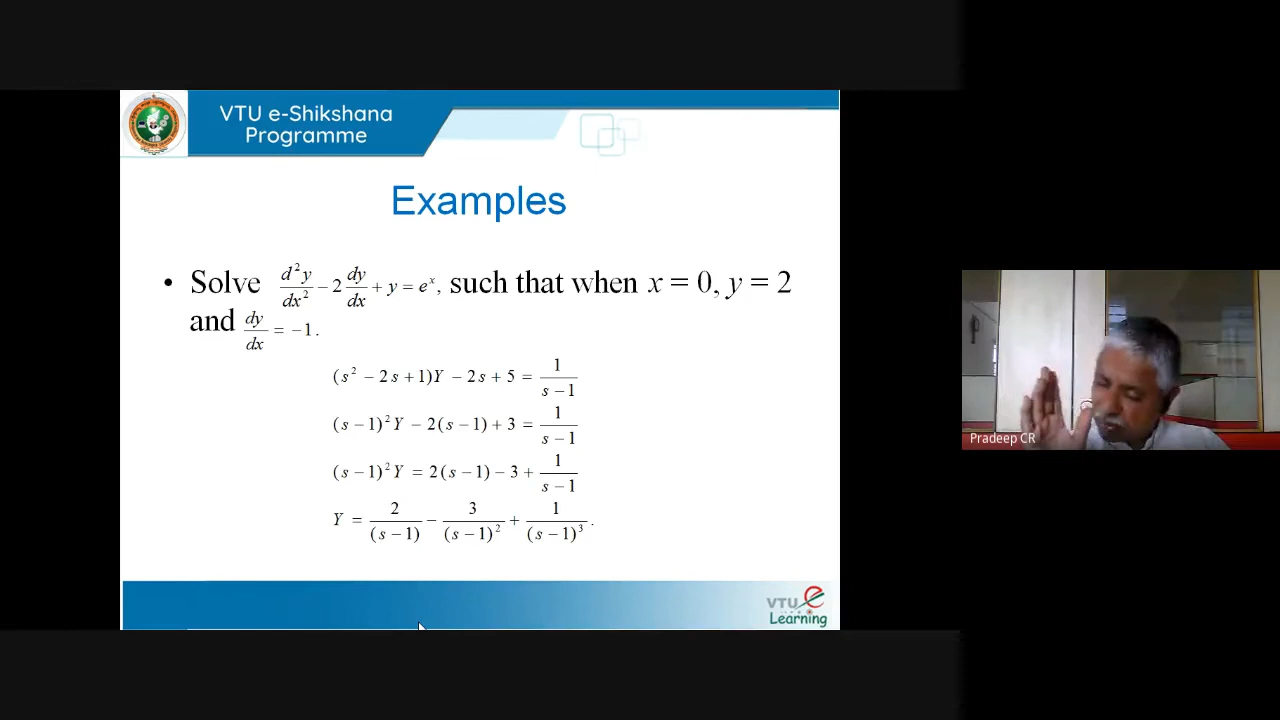 VTU e-Shikshana
Programme
Examples
• Solve d²y/dx² − 2 dy/dx + y = eˣ, such that when x = 0, y = 2
and dy/dx = −1.
(s² − 2s + 1)Y − 2s + 5 = 1/(s − 1)
(s − 1)²Y − 2(s − 1) + 3 = 1/(s − 1)
(s − 1)²Y = 2(s − 1) − 3 + 1/(s − 1)
Y = 2/(s − 1) − 3/(s − 1)² + 1/(s − 1)³.
Pradeep CR
VTU e
Learning